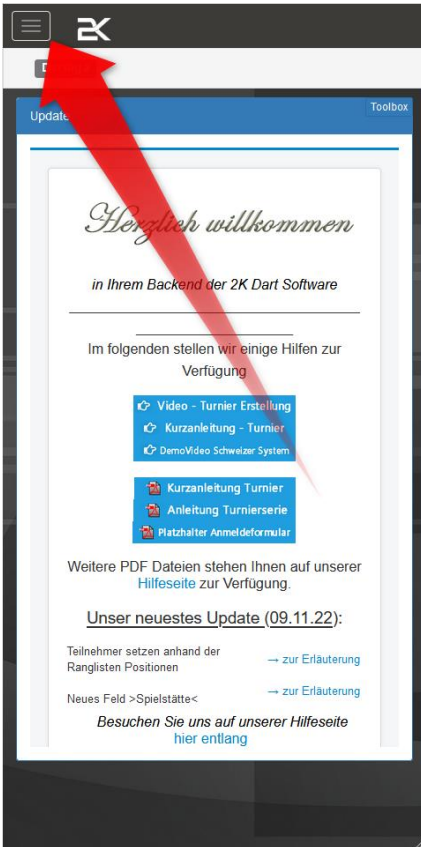 2K
Toolbox
Update
Herzlich willkommen
in Ihrem Backend der 2K Dart Software
Im folgenden stellen wir einige Hilfen zur
Verfügung
Video - Turnier Erstellung
Kurzanleitung - Turnier
DemoVideo Schweizer System
Kurzanleitung Turnier
Anleitung Turnierserie
Platzhalter Anmeldeformular
Weitere PDF Dateien stehen Ihnen auf unserer
Hilfeseite zur Verfügung.
Unser neuestes Update (09.11.22):
Teilnehmer setzen anhand der
Ranglisten Positionen → zur Erläuterung
Neues Feld >Spielstätte< → zur Erläuterung
Besuchen Sie uns auf unserer Hilfeseite
hier entlang